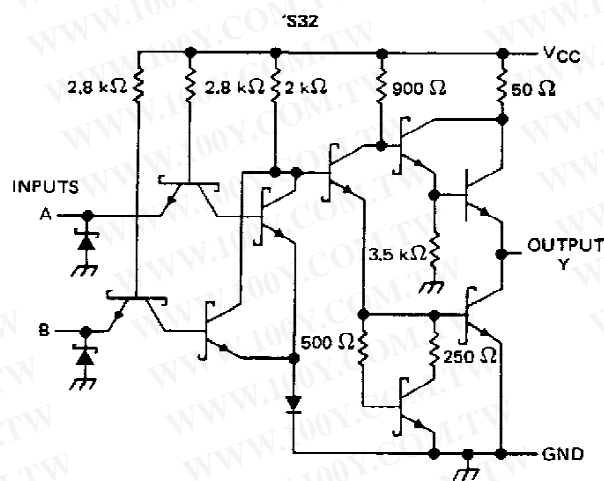 'S32
VCC
2.8 kΩ
2.8 kΩ
2 kΩ
900 Ω
50 Ω
INPUTS
A
3.5 kΩ
OUTPUT
Y
B
500 Ω
250 Ω
GND
WWW.100Y.COM.TW